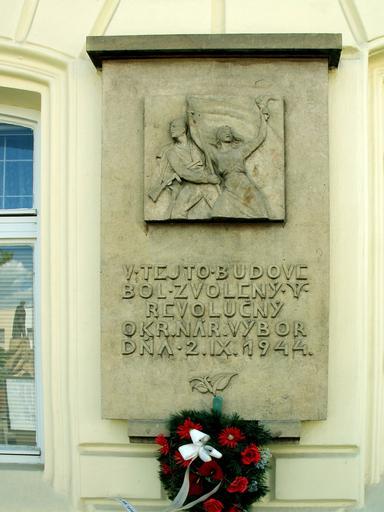 V·TEJTO·BUDOVE
BOL·ZVOLENÝ·V·
REVOLUČNÝ
OKR.NÁR.VÝBOR
DŇA·2.IX.1944.